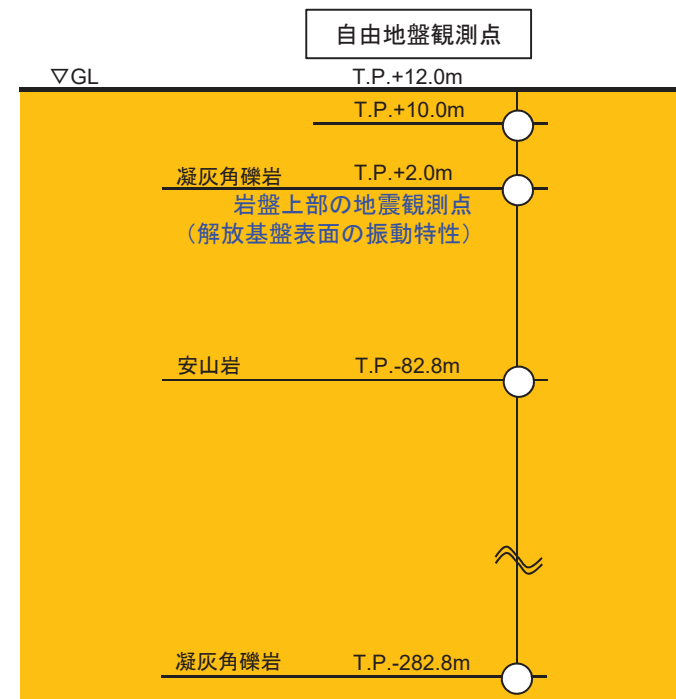 自由地盤観測点
▽GL T.P.+12.0m
T.P.+10.0m
凝灰角礫岩 T.P.+2.0m
岩盤上部の地震観測点
（解放基盤表面の振動特性）
安山岩 T.P.-82.8m
凝灰角礫岩 T.P.-282.8m